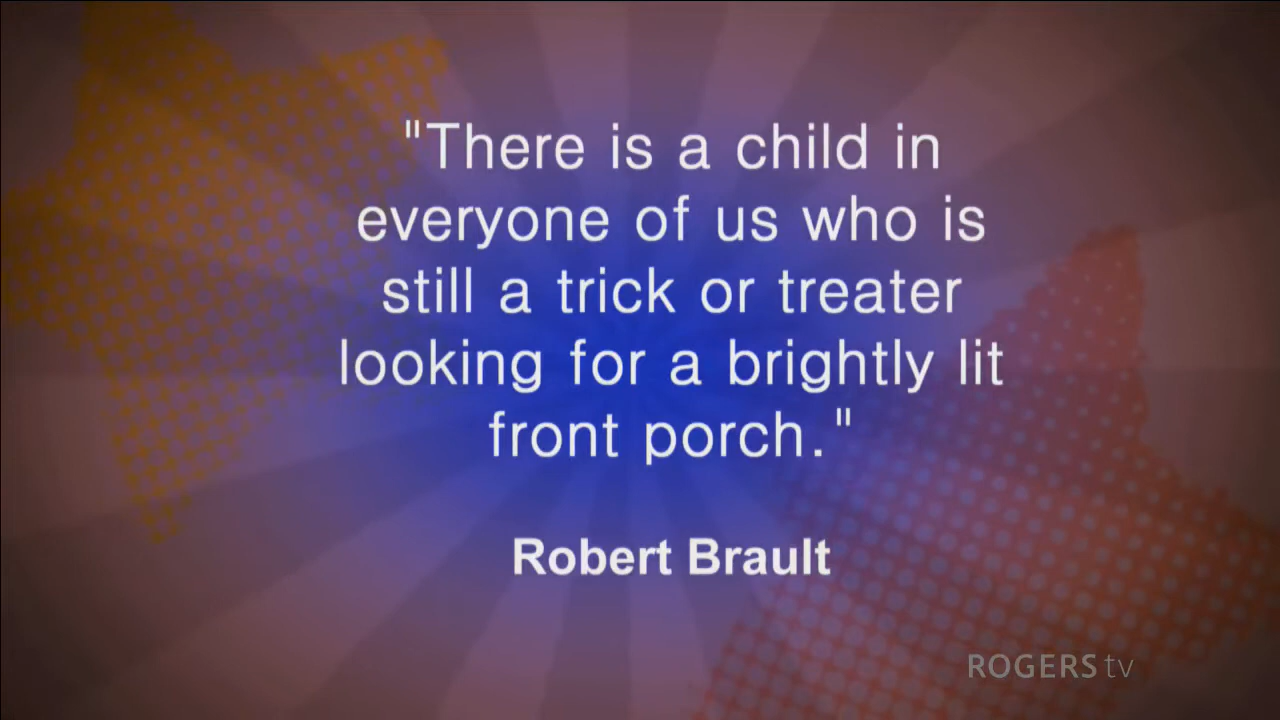 "There is a child in
everyone of us who is
still a trick or treater
looking for a brightly lit
front porch."
Robert Brault
ROGERS tv